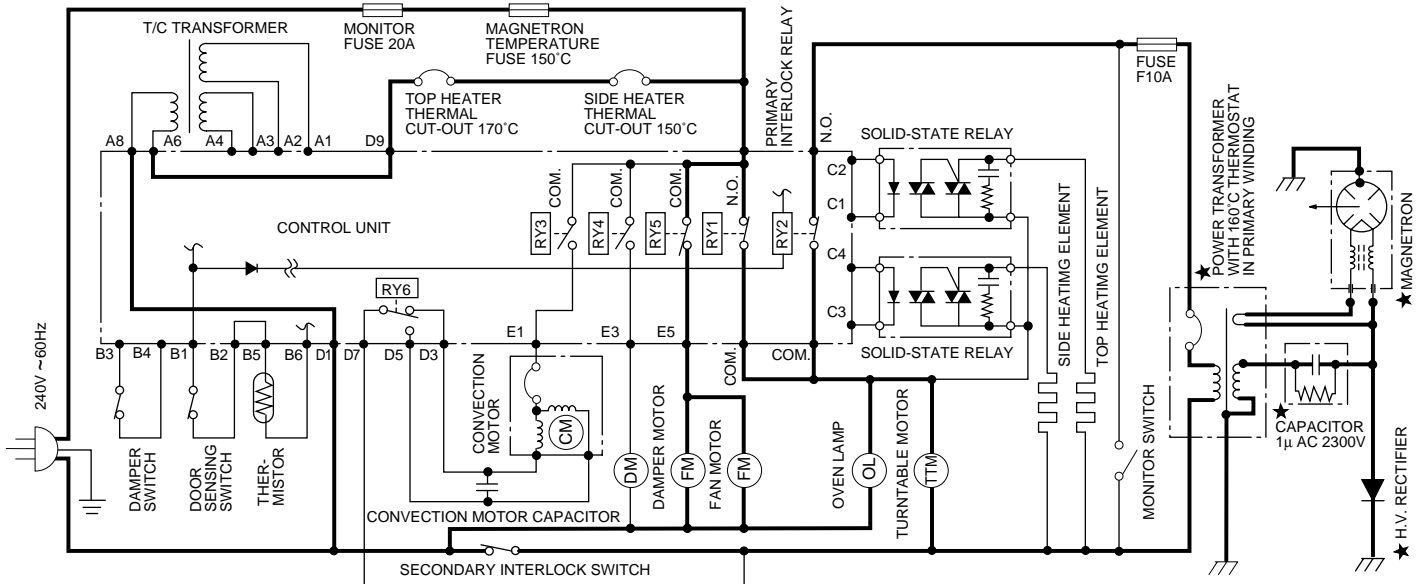 T/C TRANSFORMER
MONITOR
FUSE 20A
MAGNETRON
TEMPERATURE
FUSE 150˚C
PRIMARY
INTERLOCK RELAY
FUSE
F10A
TOP HEATER
THERMAL
CUT-OUT 170˚C
SIDE HEATER
THERMAL
CUT-OUT 150˚C
N.O.
SOLID-STATE RELAY
A8
A6
A4
A3
A2
A1
D9
C2
C1
C4
C3
COM.
COM.
COM.
N.O.
RY3
RY4
RY5
RY1
RY2
CONTROL UNIT
RY6
SIDE HEATIMG ELEMENT
TOP HEATIMG ELEMENT
★ POWER TRANSFORMER
WITH 160˚C THERMOSTAT
IN PRIMARY WINDING
★ MAGNETRON
240V ~60Hz
B3
B4
B1
B2
B5
B6
D1
D7
D5
D3
E1
E3
E5
COM.
COM.
SOLID-STATE RELAY
DAMPER
SWITCH
DOOR
SENSING
SWITCH
THER-
MISTOR
CONVECTION
MOTOR
CM
CONVECTION MOTOR CAPACITOR
DM
DAMPER MOTOR
FM
FAN MOTOR
FM
OVEN LAMP
OL
TURNTABLE MOTOR
TTM
MONITOR SWITCH
★
CAPACITOR
1µ AC 2300V
★ H.V. RECTIFIER
SECONDARY INTERLOCK SWITCH